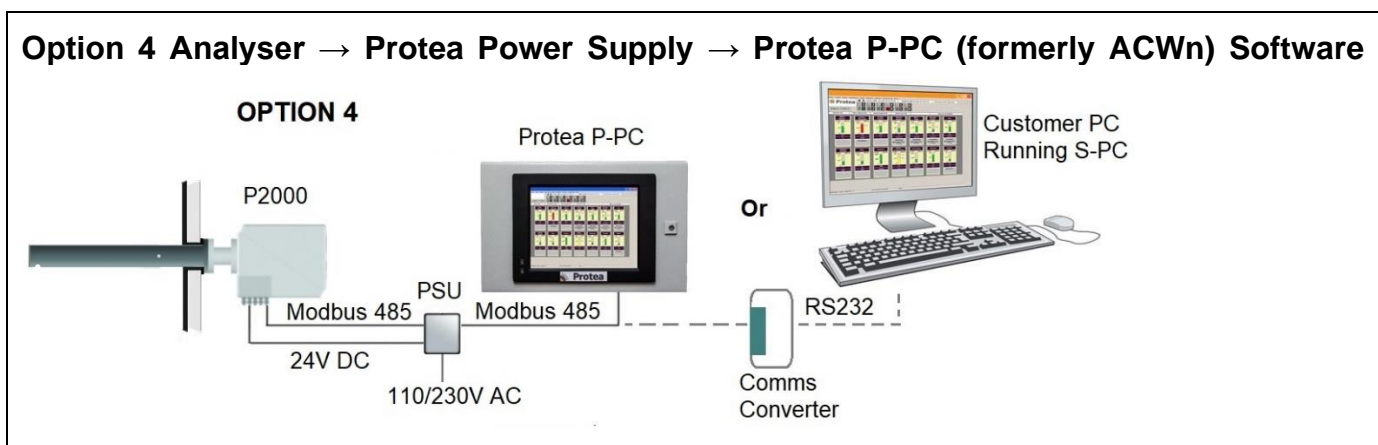 Option 4 Analyser → Protea Power Supply → Protea P-PC (formerly ACWn) Software
OPTION 4
Protea P-PC
Customer PC
Running S-PC
P2000
Or
Protea
PSU
Modbus 485
Modbus 485
RS232
24V DC
110/230V AC
Comms
Converter